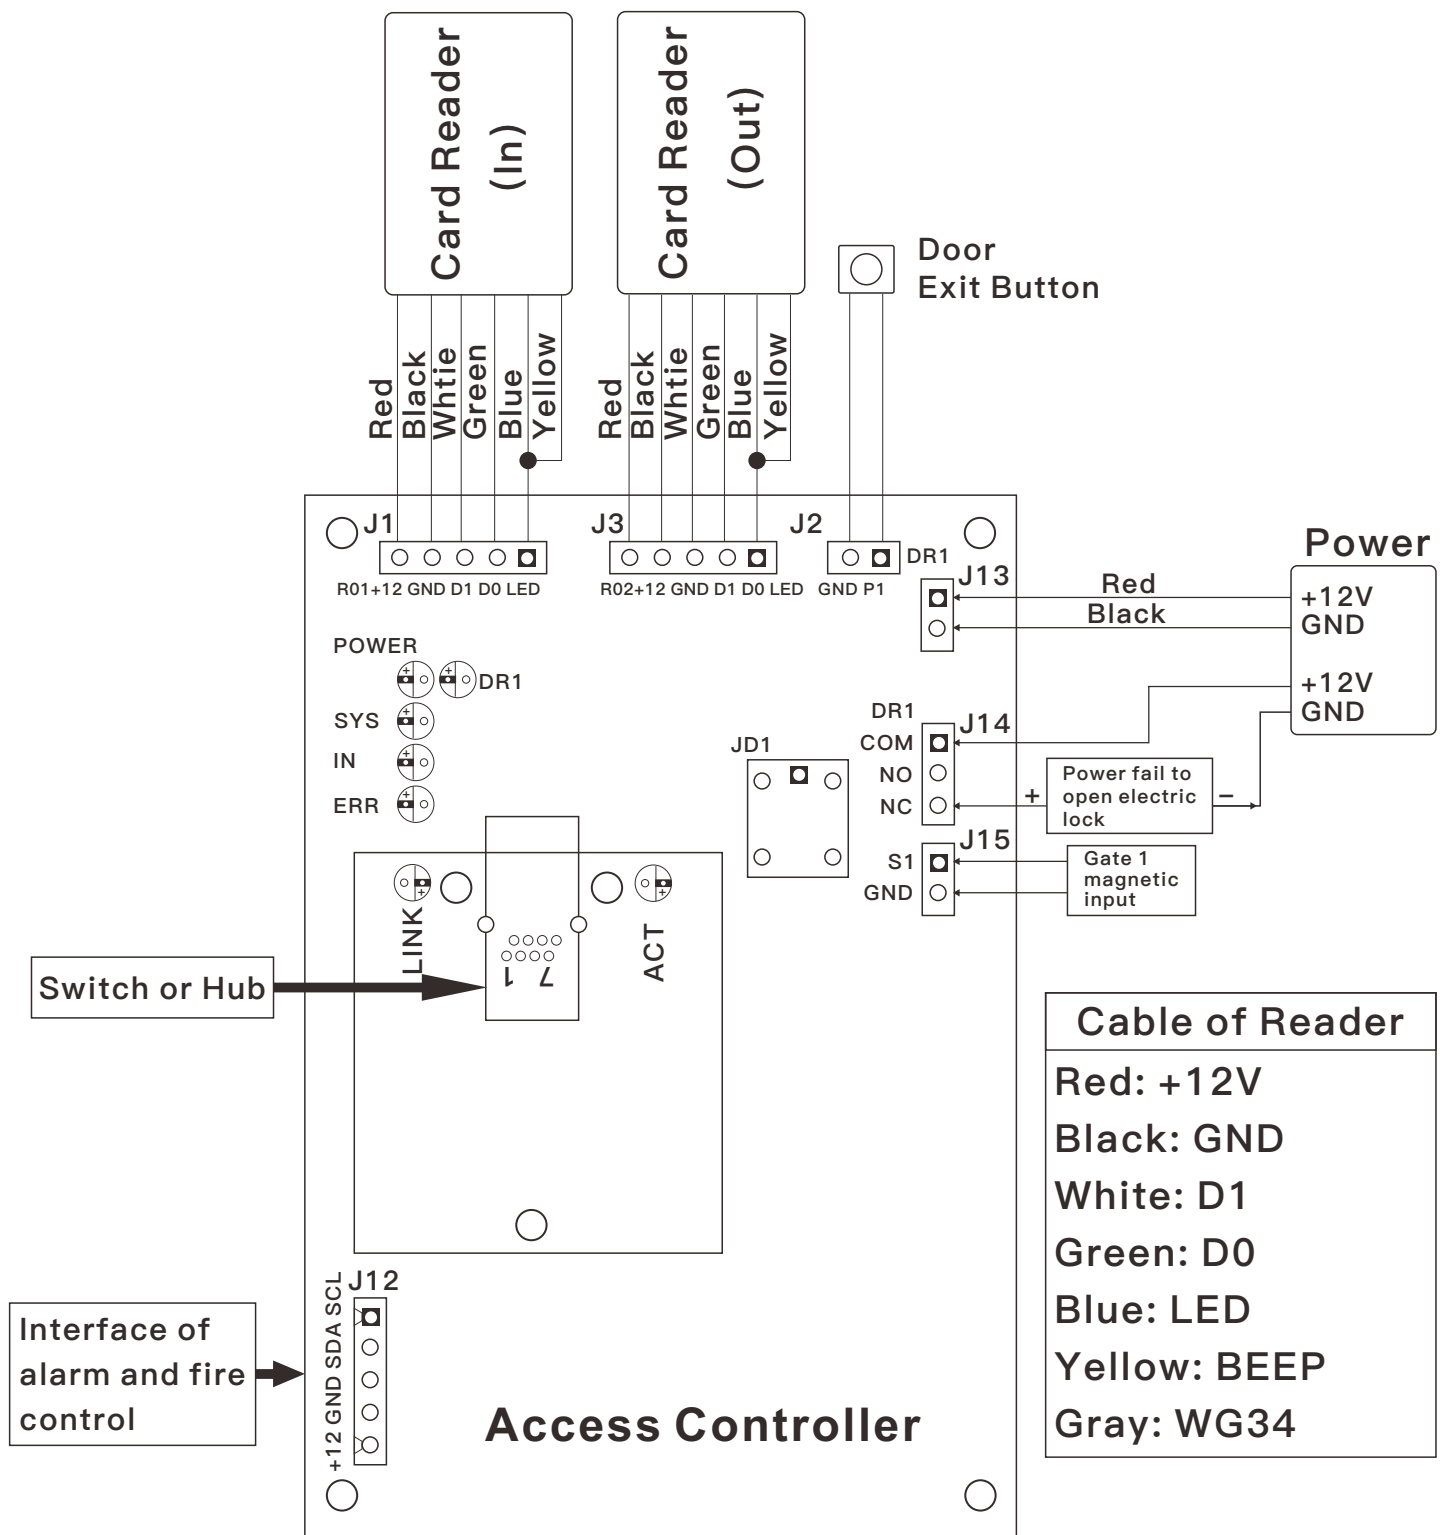 Card Reader
(In)
Card Reader
(Out)
Door
Exit Button
Red
Black
Whtie
Green
Blue
Yellow
Red
Black
Whtie
Green
Blue
Yellow
J1
J3
J2
DR1
J13
Power
R01+12 GND D1 D0 LED
R02+12 GND D1 D0 LED
GND P1
Red
Black
+12V
GND
+12V
GND
POWER
DR1
SYS
IN
ERR
JD1
DR1
J14
COM
NO
NC
+
Power fail to
open electric
lock
−
J15
S1
GND
Gate 1
magnetic
input
LINK
ACT
1 7
Switch or Hub
Cable of Reader
Red: +12V
Black: GND
White: D1
Green: D0
Blue: LED
Yellow: BEEP
Gray: WG34
J12
+12 GND SDA SCL
Interface of
alarm and fire
control
Access Controller